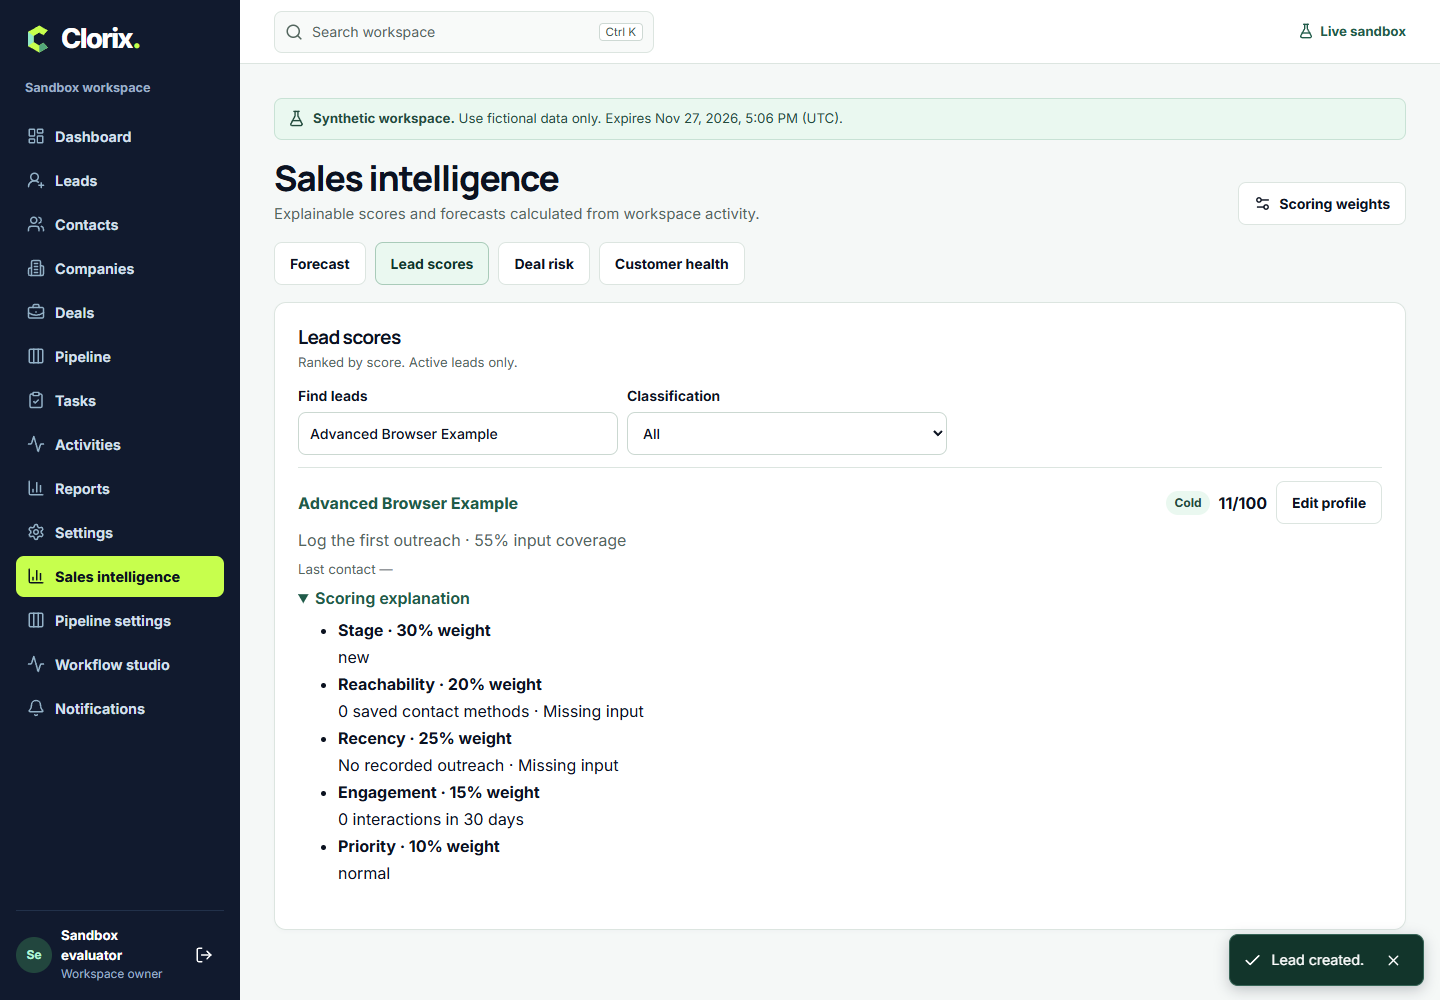 Clorix.
Sandbox workspace
Dashboard
Leads
Contacts
Companies
Deals
Pipeline
Tasks
Activities
Reports
Settings
Sales intelligence
Pipeline settings
Workflow studio
Notifications
Se
Sandbox
evaluator
Workspace owner
Search workspace
Ctrl K
Live sandbox
Synthetic workspace. Use fictional data only. Expires Nov 27, 2026, 5:06 PM (UTC).
Sales intelligence
Explainable scores and forecasts calculated from workspace activity.
Scoring weights
Forecast
Lead scores
Deal risk
Customer health
Lead scores
Ranked by score. Active leads only.
Find leads
Classification
Advanced Browser Example
All
Advanced Browser Example
Cold
11/100
Edit profile
Log the first outreach · 55% input coverage
Last contact —
Scoring explanation
• Stage · 30% weight
new
• Reachability · 20% weight
0 saved contact methods · Missing input
• Recency · 25% weight
No recorded outreach · Missing input
• Engagement · 15% weight
0 interactions in 30 days
• Priority · 10% weight
normal
Lead created.